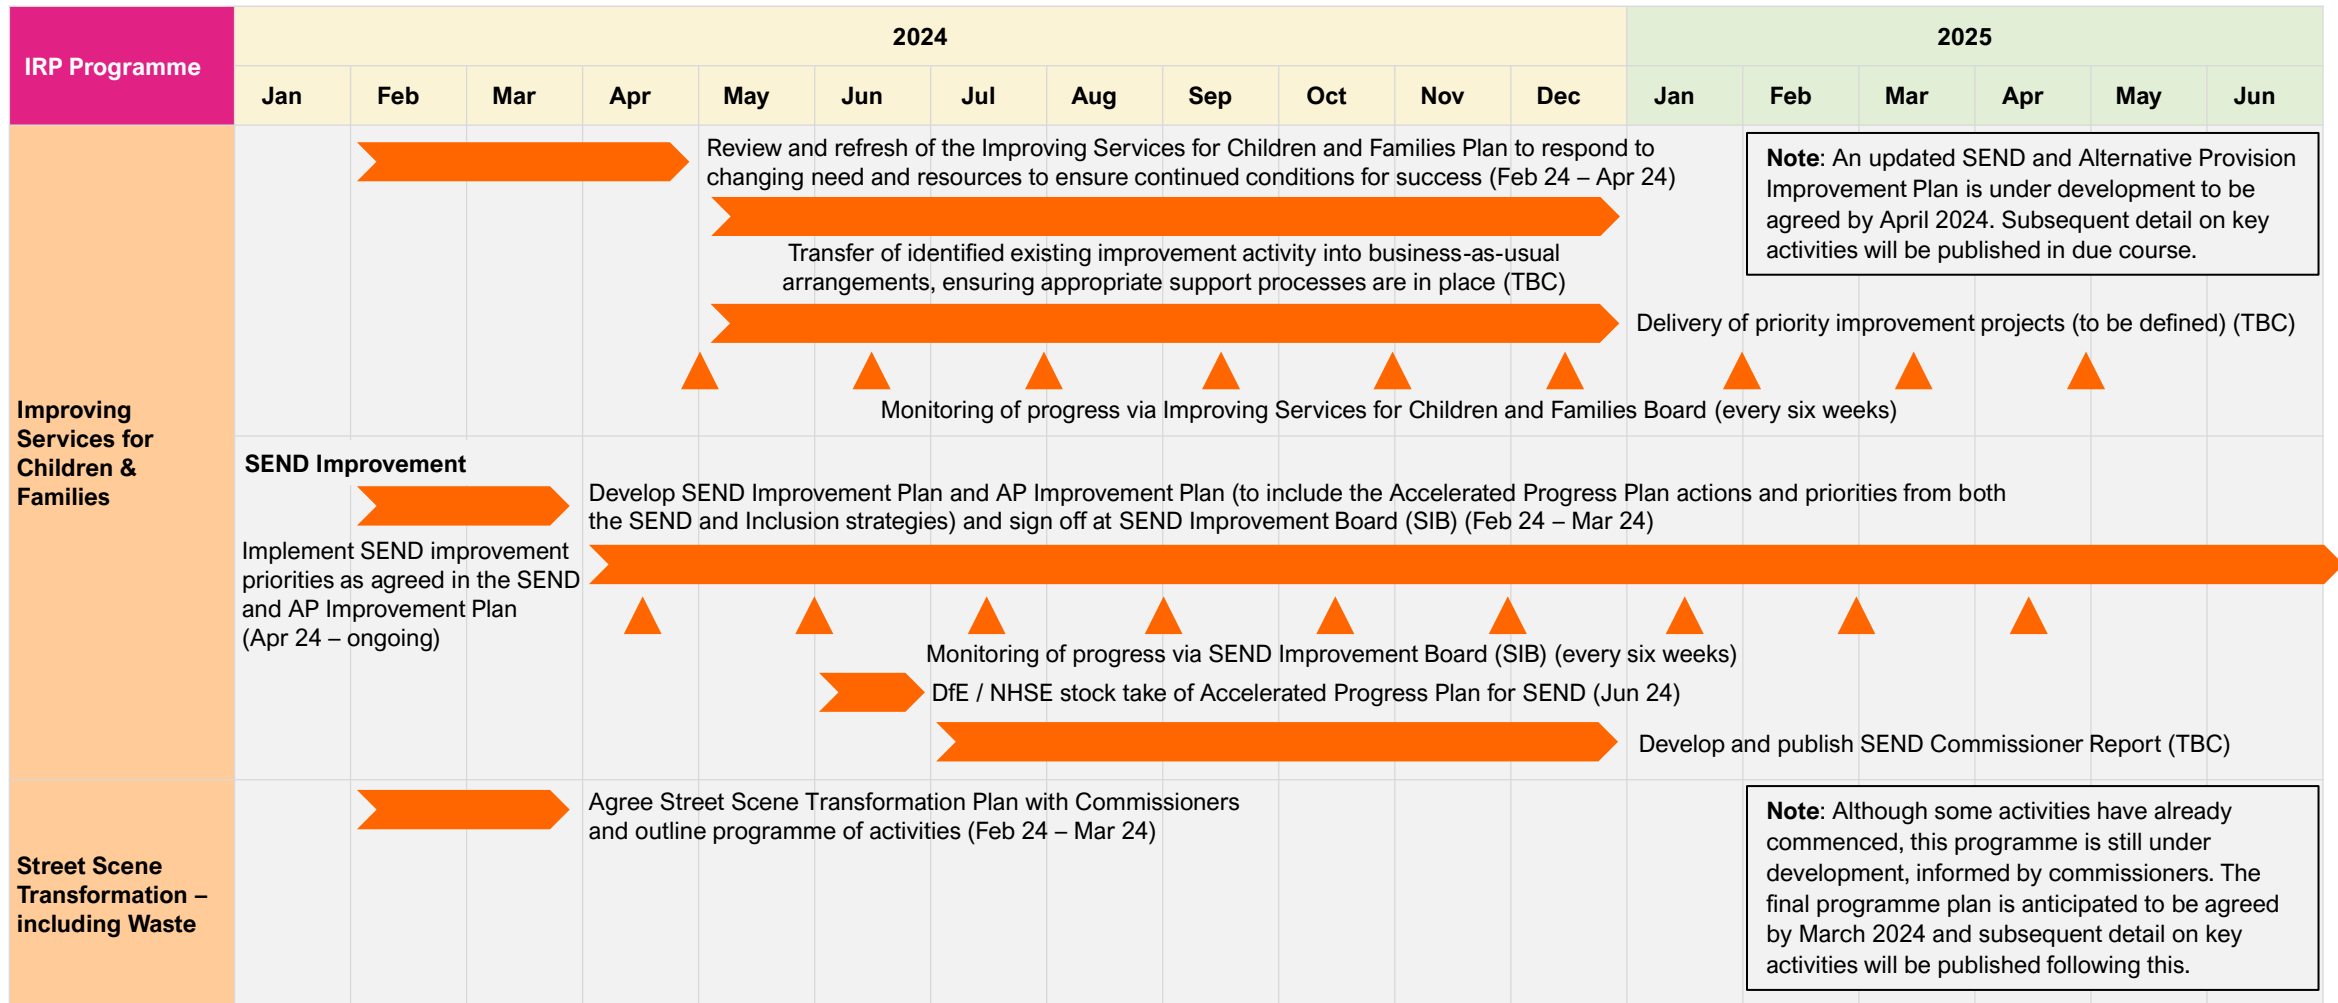 IRP Programme
2024
2025
Jan Feb Mar Apr May Jun Jul Aug Sep Oct Nov Dec Jan Feb Mar Apr May Jun
Improving
Services for
Children &
Families
Review and refresh of the Improving Services for Children and Families Plan to respond to
changing need and resources to ensure continued conditions for success (Feb 24 – Apr 24)
Note: An updated SEND and Alternative Provision
Improvement Plan is under development to be
agreed by April 2024. Subsequent detail on key
activities will be published in due course.
Transfer of identified existing improvement activity into business-as-usual
arrangements, ensuring appropriate support processes are in place (TBC)
Delivery of priority improvement projects (to be defined) (TBC)
Monitoring of progress via Improving Services for Children and Families Board (every six weeks)
SEND Improvement
Develop SEND Improvement Plan and AP Improvement Plan (to include the Accelerated Progress Plan actions and priorities from both
the SEND and Inclusion strategies) and sign off at SEND Improvement Board (SIB) (Feb 24 – Mar 24)
Implement SEND improvement
priorities as agreed in the SEND
and AP Improvement Plan
(Apr 24 – ongoing)
Monitoring of progress via SEND Improvement Board (SIB) (every six weeks)
DfE / NHSE stock take of Accelerated Progress Plan for SEND (Jun 24)
Develop and publish SEND Commissioner Report (TBC)
Street Scene
Transformation –
including Waste
Agree Street Scene Transformation Plan with Commissioners
and outline programme of activities (Feb 24 – Mar 24)
Note: Although some activities have already
commenced, this programme is still under
development, informed by commissioners. The
final programme plan is anticipated to be agreed
by March 2024 and subsequent detail on key
activities will be published following this.